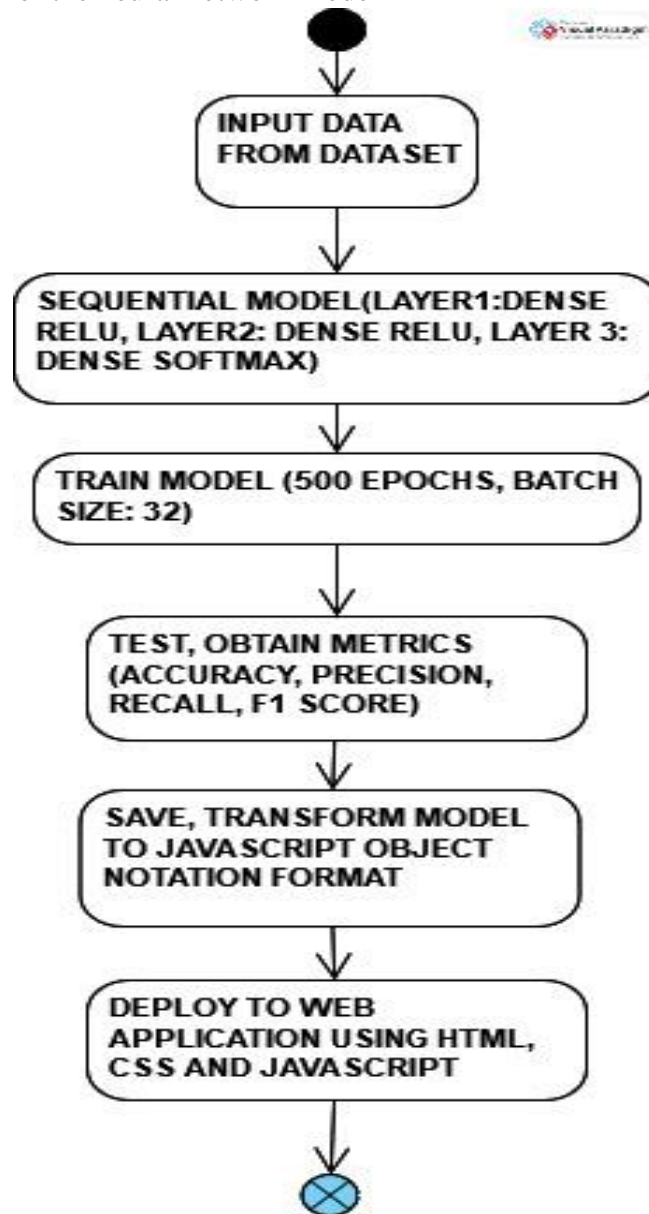 Visual Paradigm
INPUT DATA
FROM DATASET
SEQUENTIAL MODEL(LAYER1:DENSE
RELU, LAYER2: DENSE RELU, LAYER 3:
DENSE SOFTMAX)
TRAIN MODEL (500 EPOCHS, BATCH
SIZE: 32)
TEST, OBTAIN METRICS
(ACCURACY, PRECISION,
RECALL, F1 SCORE)
SAVE, TRANSFORM MODEL
TO JAVASCRIPT OBJECT
NOTATION FORMAT
DEPLOY TO WEB
APPLICATION USING HTML,
CSS AND JAVASCRIPT